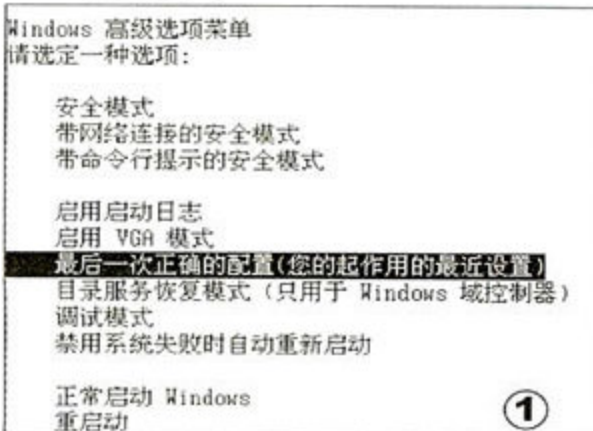 Windows 高级选项菜单
请选定一种选项:
安全模式
带网络连接的安全模式
带命令行提示的安全模式
启用启动日志
启用 VGA 模式
最后一次正确的配置(您的起作用的最近设置)
目录服务恢复模式 (只用于 Windows 域控制器)
调试模式
禁用系统失败时自动重新启动
正常启动 Windows
重启动
①